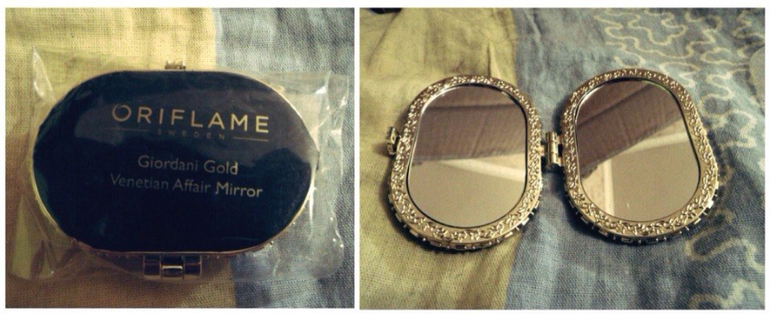 ORIFLAME
SWEDEN
Giordani Gold
Venetian Affair Mirror